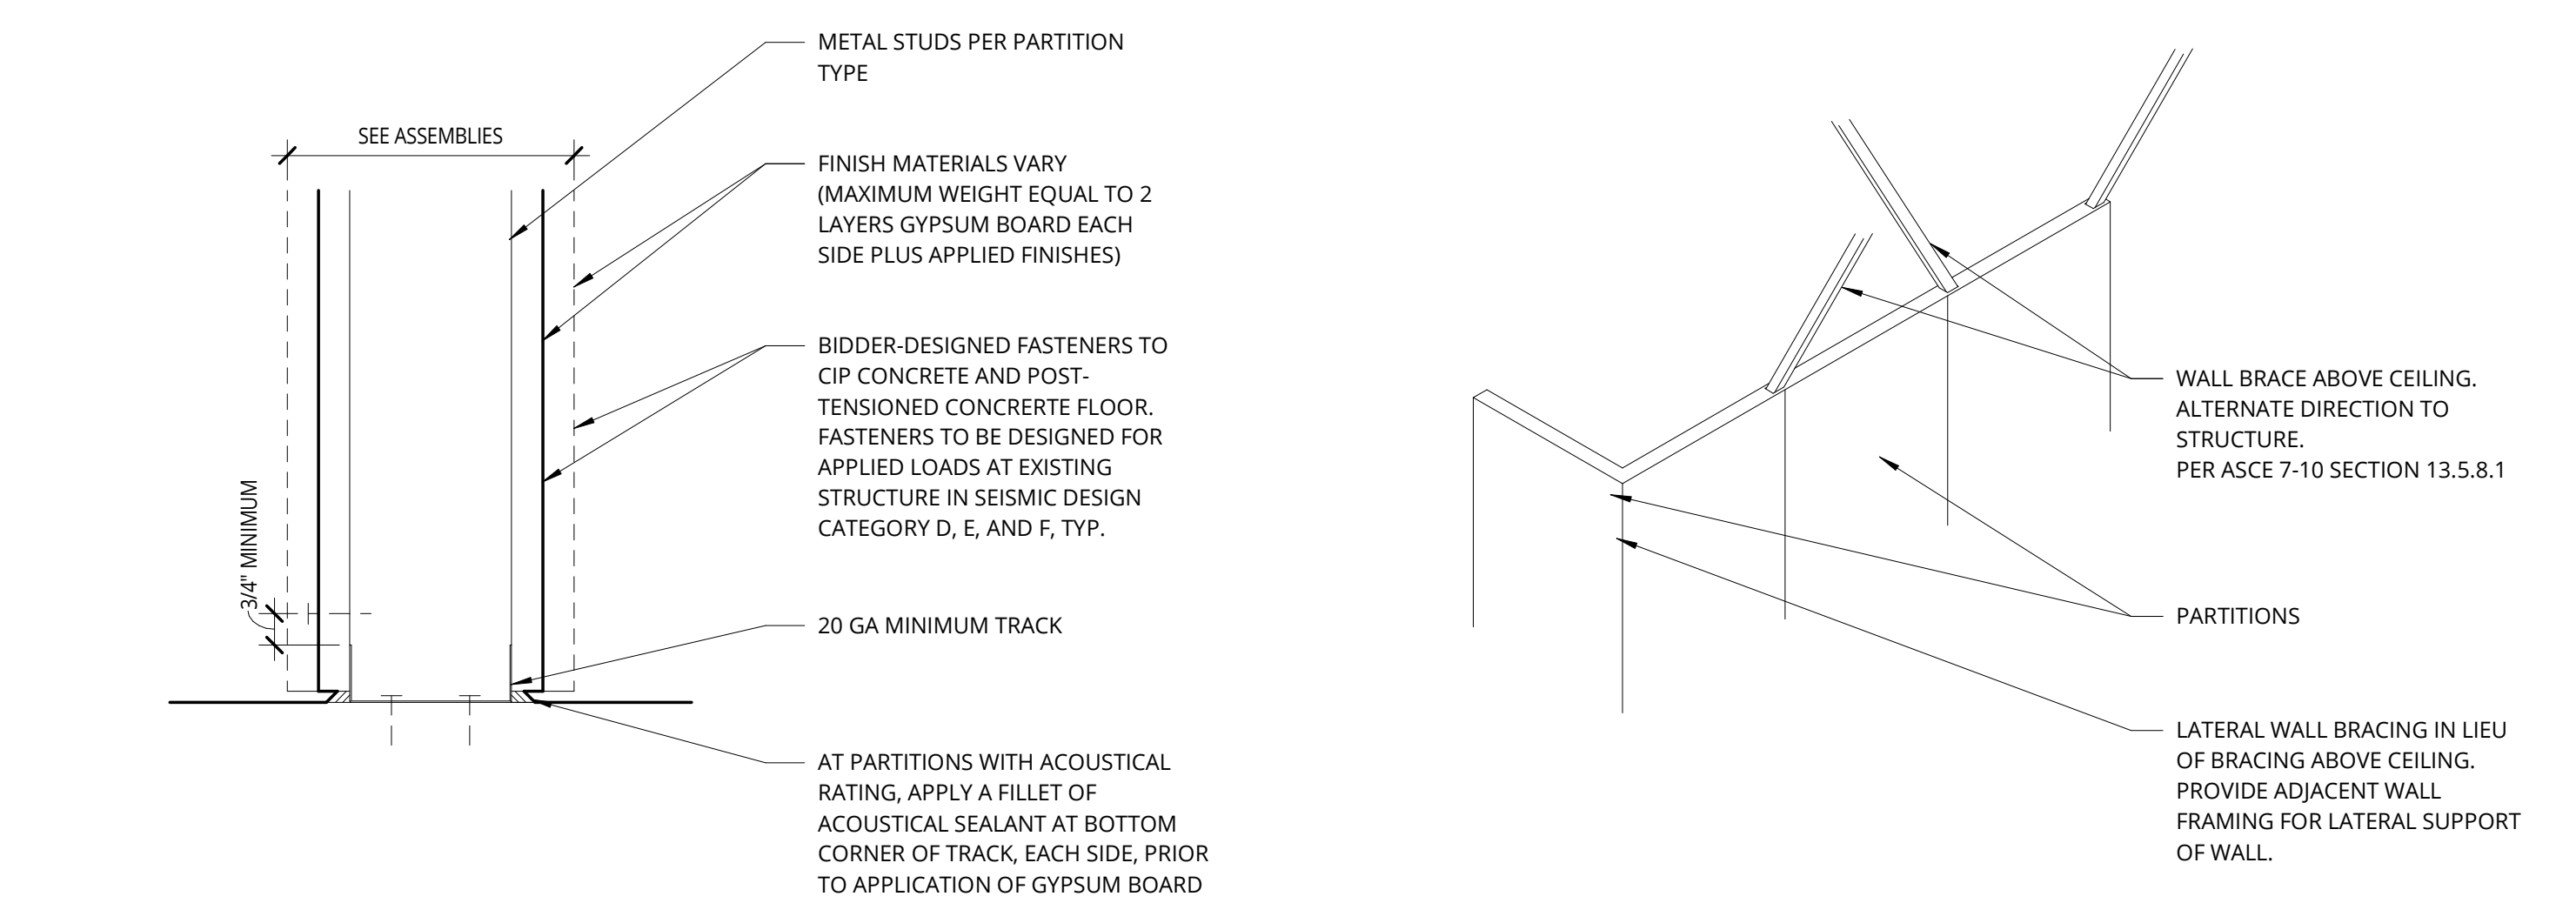 METAL STUDS PER PARTITION
TYPE
SEE ASSEMBLIES
FINISH MATERIALS VARY
(MAXIMUM WEIGHT EQUAL TO 2
LAYERS GYPSUM BOARD EACH
SIDE PLUS APPLIED FINISHES)
BIDDER-DESIGNED FASTENERS TO
CIP CONCRETE AND POST-
TENSIONED CONCRERTE FLOOR.
FASTENERS TO BE DESIGNED FOR
APPLIED LOADS AT EXISTING
STRUCTURE IN SEISMIC DESIGN
CATEGORY D, E, AND F, TYP.
3/4" MINIMUM
20 GA MINIMUM TRACK
AT PARTITIONS WITH ACOUSTICAL
RATING, APPLY A FILLET OF
ACOUSTICAL SEALANT AT BOTTOM
CORNER OF TRACK, EACH SIDE, PRIOR
TO APPLICATION OF GYPSUM BOARD
WALL BRACE ABOVE CEILING.
ALTERNATE DIRECTION TO
STRUCTURE.
PER ASCE 7-10 SECTION 13.5.8.1
PARTITIONS
LATERAL WALL BRACING IN LIEU
OF BRACING ABOVE CEILING.
PROVIDE ADJACENT WALL
FRAMING FOR LATERAL SUPPORT
OF WALL.